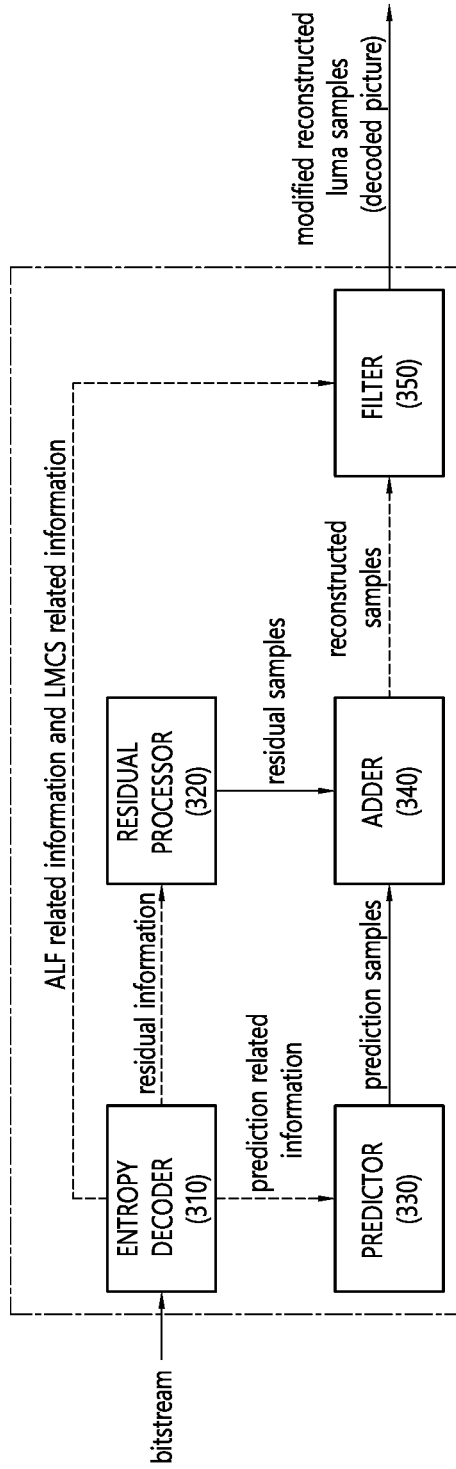 bitstream
ALF related information and LMCS related information
ENTROPY
DECODER
(310)
residual information
RESIDUAL
PROCESSOR
(320)
prediction related
information
residual samples
PREDICTOR
(330)
prediction samples
ADDER
(340)
reconstructed
samples
FILTER
(350)
modified reconstructed
luma samples
(decoded picture)